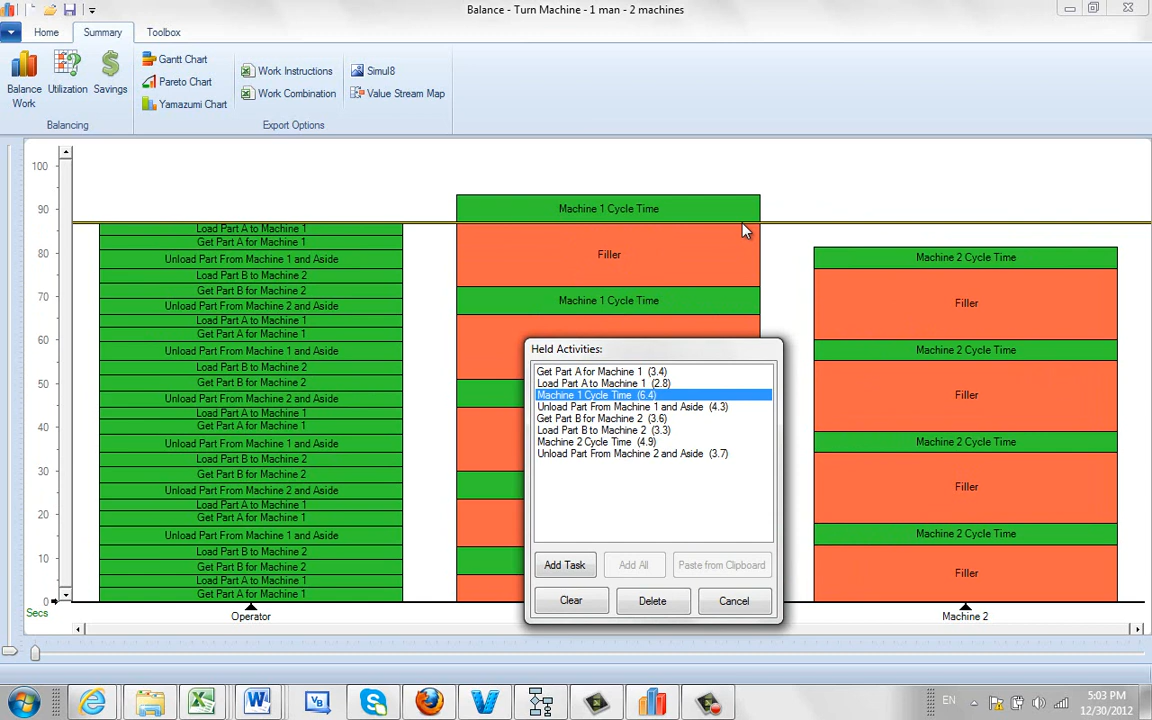 Balance - Turn Machine - 1 man - 2 machines
Home Summary Toolbox
Balance Work
Utilization
Savings
Balancing
Gantt Chart
Pareto Chart
Yamazumi Chart
Work Instructions
Work Combination
Simul8
Value Stream Map
Export Options
100
90
80
70
60
50
40
30
20
10
0
Secs
Load Part A to Machine 1
Get Part A for Machine 1
Unload Part From Machine 1 and Aside
Load Part B to Machine 2
Get Part B for Machine 2
Unload Part From Machine 2 and Aside
Load Part A to Machine 1
Get Part A for Machine 1
Unload Part From Machine 1 and Aside
Load Part B to Machine 2
Get Part B for Machine 2
Unload Part From Machine 2 and Aside
Load Part A to Machine 1
Get Part A for Machine 1
Unload Part From Machine 1 and Aside
Load Part B to Machine 2
Get Part B for Machine 2
Unload Part From Machine 2 and Aside
Load Part A to Machine 1
Get Part A for Machine 1
Unload Part From Machine 1 and Aside
Load Part B to Machine 2
Get Part B for Machine 2
Load Part A to Machine 1
Get Part A for Machine 1
Operator
Machine 1 Cycle Time
Filler
Machine 1 Cycle Time
Machine 2 Cycle Time
Filler
Machine 2 Cycle Time
Filler
Machine 2 Cycle Time
Filler
Machine 2 Cycle Time
Filler
Machine 2
Held Activities:
Get Part A for Machine 1 (3.4)
Load Part A to Machine 1 (2.8)
Machine 1 Cycle Time (6.4)
Unload Part From Machine 1 and Aside (4.3)
Get Part B for Machine 2 (3.6)
Load Part B to Machine 2 (3.3)
Machine 2 Cycle Time (4.9)
Unload Part From Machine 2 and Aside (3.7)
Add Task Add All Paste from Clipboard
Clear Delete Cancel
EN
5:03 PM
12/30/2012